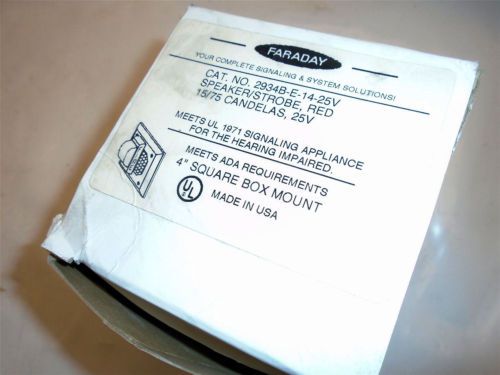 FARADAY
YOUR COMPLETE SIGNALING & SYSTEM SOLUTIONS!
CAT. NO. 2934B-E-14-25V
SPEAKER/STROBE, RED
15/75 CANDELAS, 25V
MEETS UL 1971 SIGNALING APPLIANCE
FOR THE HEARING IMPAIRED.
MEETS ADA REQUIREMENTS
4" SQUARE BOX MOUNT
UL MADE IN USA